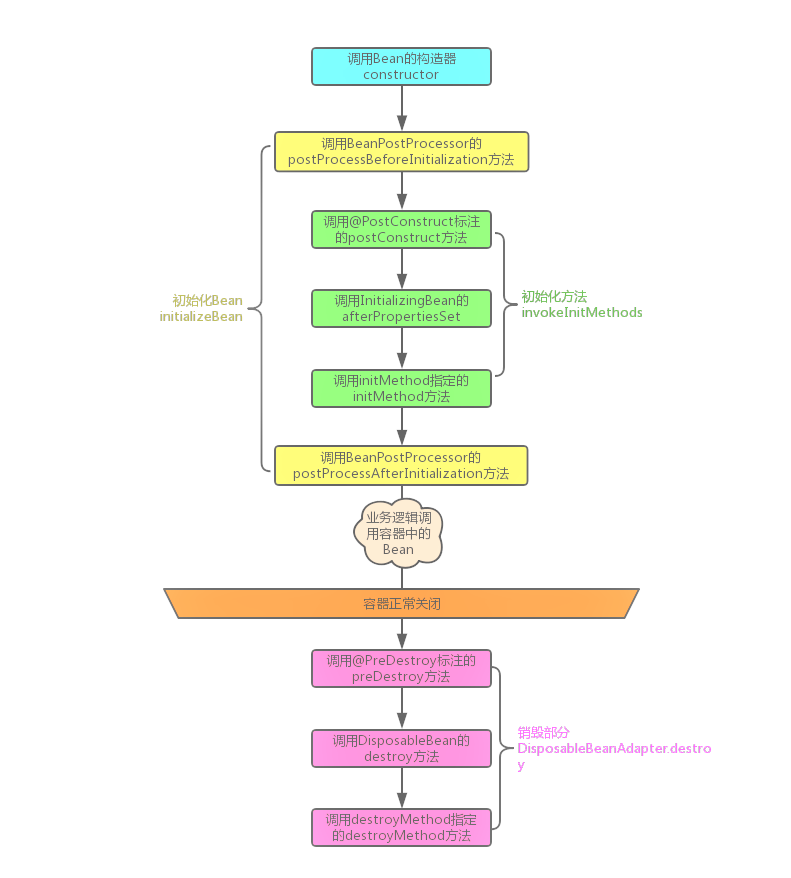 调用Bean的构造器
constructor
调用BeanPostProcessor的
postProcessBeforeInitialization方法
调用@PostConstruct标注
的postConstruct方法
初始化Bean
initializeBean
调用InitializingBean的
afterPropertiesSet
初始化方法
invokeInitMethods
调用initMethod指定的
initMethod方法
调用BeanPostProcessor的
postProcessAfterInitialization方法
业务逻辑调
用容器中的
Bean
容器正常关闭
调用@PreDestroy标注的
preDestroy方法
调用DisposableBean的
destroy方法
销毁部分
DisposableBeanAdapter.destro
y
调用destroyMethod指定
的destroyMethod方法